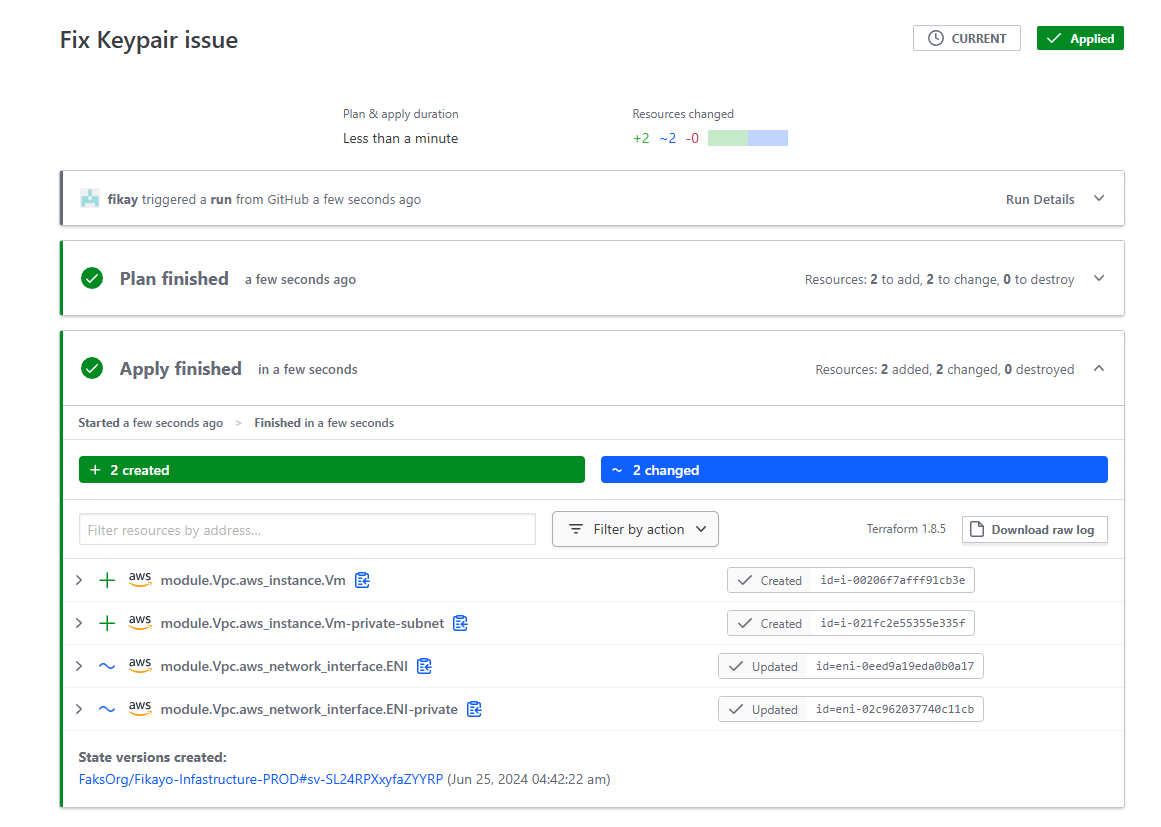 Fix Keypair issue
CURRENT
Applied
Plan & apply duration
Resources changed
Less than a minute
+2 ~2 -0
fikay triggered a run from GitHub a few seconds ago
Run Details
Plan finished a few seconds ago
Resources: 2 to add, 2 to change, 0 to destroy
Apply finished in a few seconds
Resources: 2 added, 2 changed, 0 destroyed
Started a few seconds ago > Finished in a few seconds
+ 2 created
~ 2 changed
Filter resources by address...
Filter by action
Terraform 1.8.5
Download raw log
aws module.Vpc.aws_instance.Vm
Created id=i-00206f7afff91cb3e
aws module.Vpc.aws_instance.Vm-private-subnet
Created id=i-021fc2e55355e335f
aws module.Vpc.aws_network_interface.ENI
Updated id=eni-0eed9a19eda0b0a17
aws module.Vpc.aws_network_interface.ENI-private
Updated id=eni-02c962037740c11cb
State versions created:
FaksOrg/Fikayo-Infastructure-PROD#sv-SL24RPXxyfaZYYRP (Jun 25, 2024 04:42:22 am)